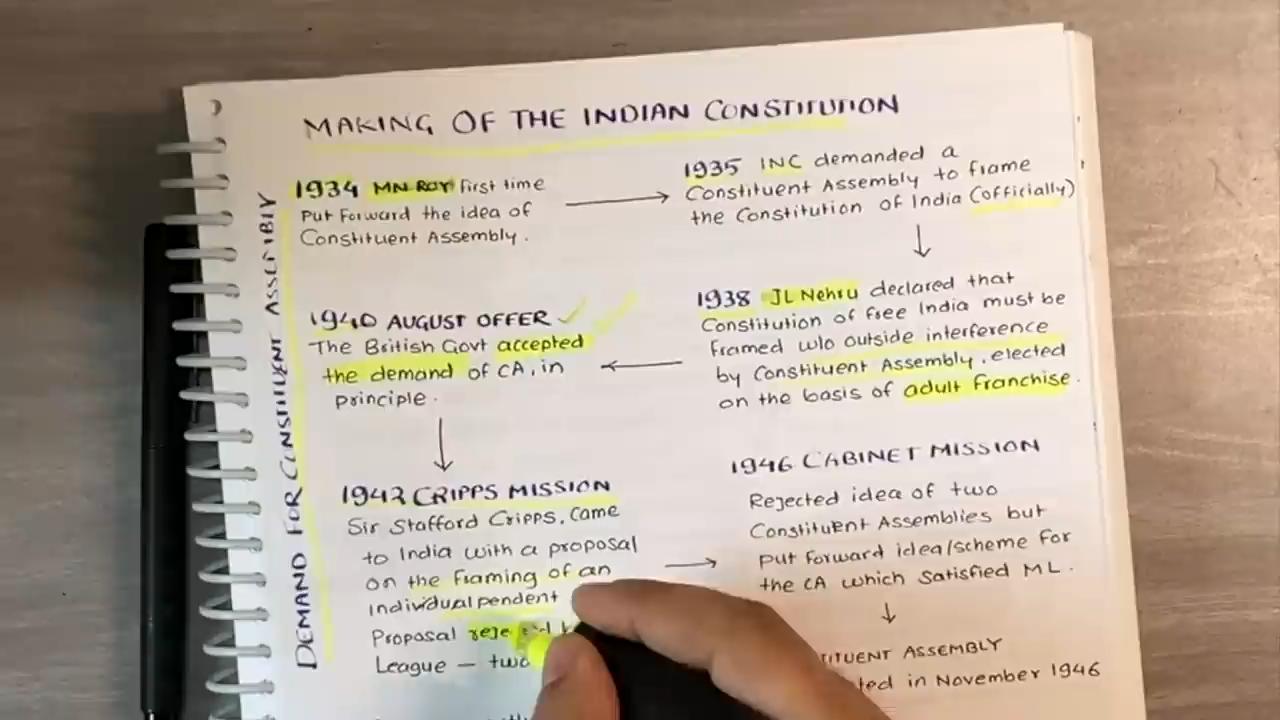 MAKING OF THE INDIAN CONSTITUTION
DEMAND FOR CONSTITUENT ASSEMBLY
1934 MN ROY first time
Put forward the idea of
Constituent Assembly.
1935 INC demanded a
Constituent Assembly to frame
the Constitution of India (officially)
1938 JL Nehru declared that
Constitution of free India must be
framed w/o outside interference
by Constituent Assembly, elected
on the basis of adult franchise.
1940 AUGUST OFFER
The British Govt accepted
the demand of CA, in
principle.
1942 CRIPPS MISSION
Sir Stafford Cripps, came
to India with a proposal
on the framing of an
individualpendent
Proposal
League — two
1946 CABINET MISSION
Rejected idea of two
Constituent Assemblies but
put forward idea/scheme for
the CA which satisfied ML.
ASSEMBLY
in November 1946